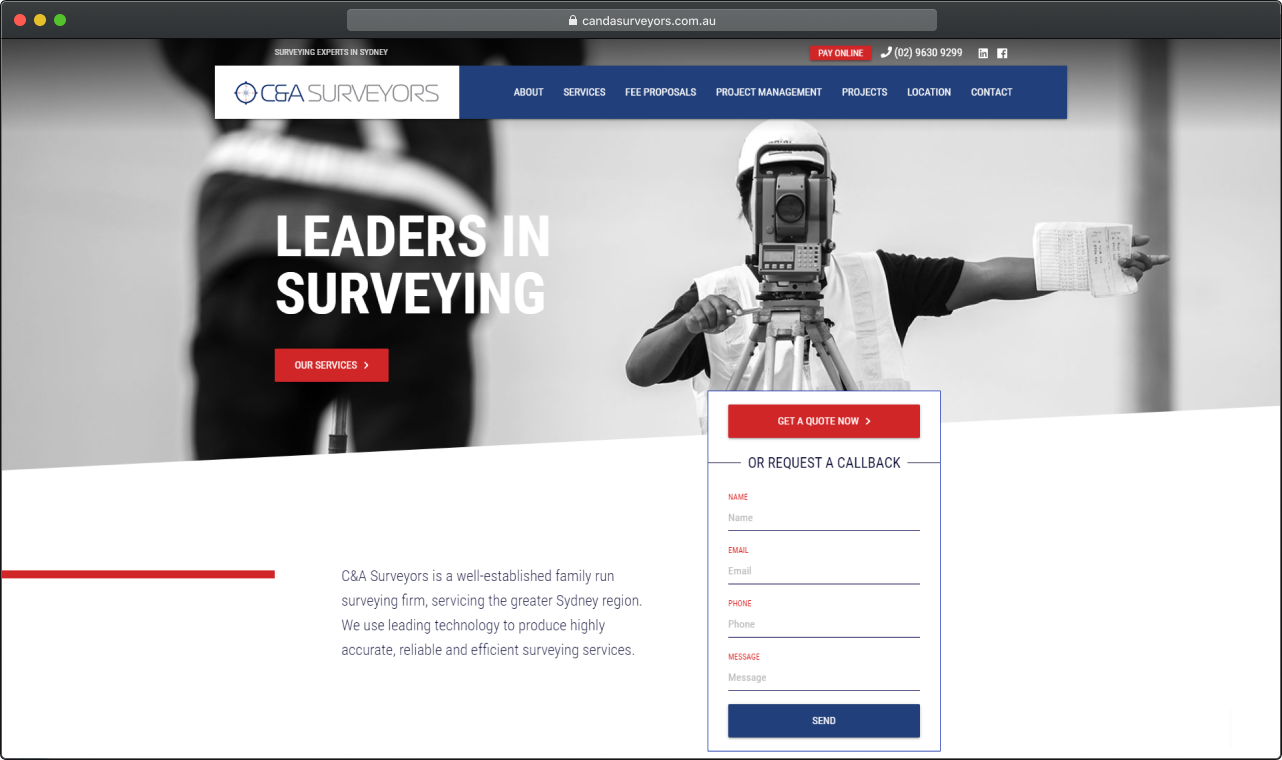 candasurveyors.com.au
SURVEYING EXPERTS IN SYDNEY
PAY ONLINE
(02) 9630 9299
C&A SURVEYORS
ABOUT
SERVICES
FEE PROPOSALS
PROJECT MANAGEMENT
PROJECTS
LOCATION
CONTACT
LEADERS IN
SURVEYING
OUR SERVICES
GET A QUOTE NOW
OR REQUEST A CALLBACK
NAME
Name
EMAIL
Email
PHONE
Phone
MESSAGE
Message
SEND
C&A Surveyors is a well-established family run
surveying firm, servicing the greater Sydney region.
We use leading technology to produce highly
accurate, reliable and efficient surveying services.